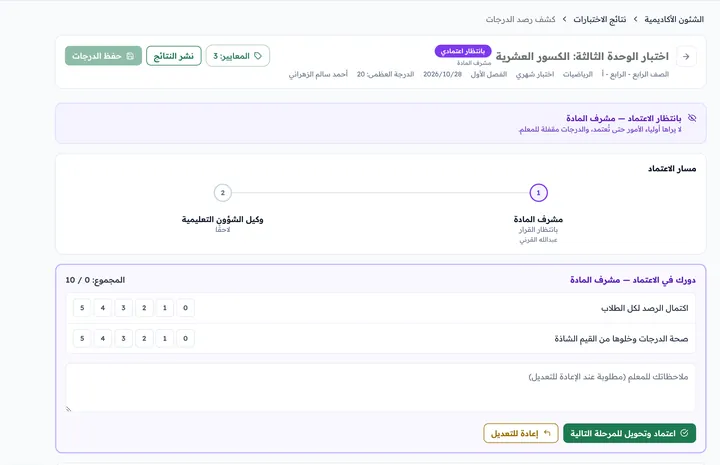 الشئون الأكاديمية > نتائج الاختبارات > كشف رصد الدرجات
اختبار الوحدة الثالثة: الكسور العشرية
بانتظار اعتمادي
مشرف المادة
الصف الرابع - الرابع - أ الرياضيات اختبار شهري الفصل الأول 2026/10/28 الدرجة العظمى: 20 أحمد سالم الزهراني
المعايير: 3
نشر النتائج
حفظ الدرجات
بانتظار الاعتماد — مشرف المادة
لا يراها أولياء الأمور حتى تُعتمد، والدرجات مقفلة للمعلم.
مسار الاعتماد
1
مشرف المادة
بانتظار القرار
عبدالله القرني
2
وكيل الشؤون التعليمية
لاحقًا
دورك في الاعتماد — مشرف المادة
المجموع: 0 / 10
اكتمال الرصد لكل الطلاب
0 1 2 3 4 5
صحة الدرجات وخلوها من القيم الشاذة
0 1 2 3 4 5
ملاحظاتك للمعلم (مطلوبة عند الإعادة للتعديل)
اعتماد وتحويل للمرحلة التالية
إعادة للتعديل